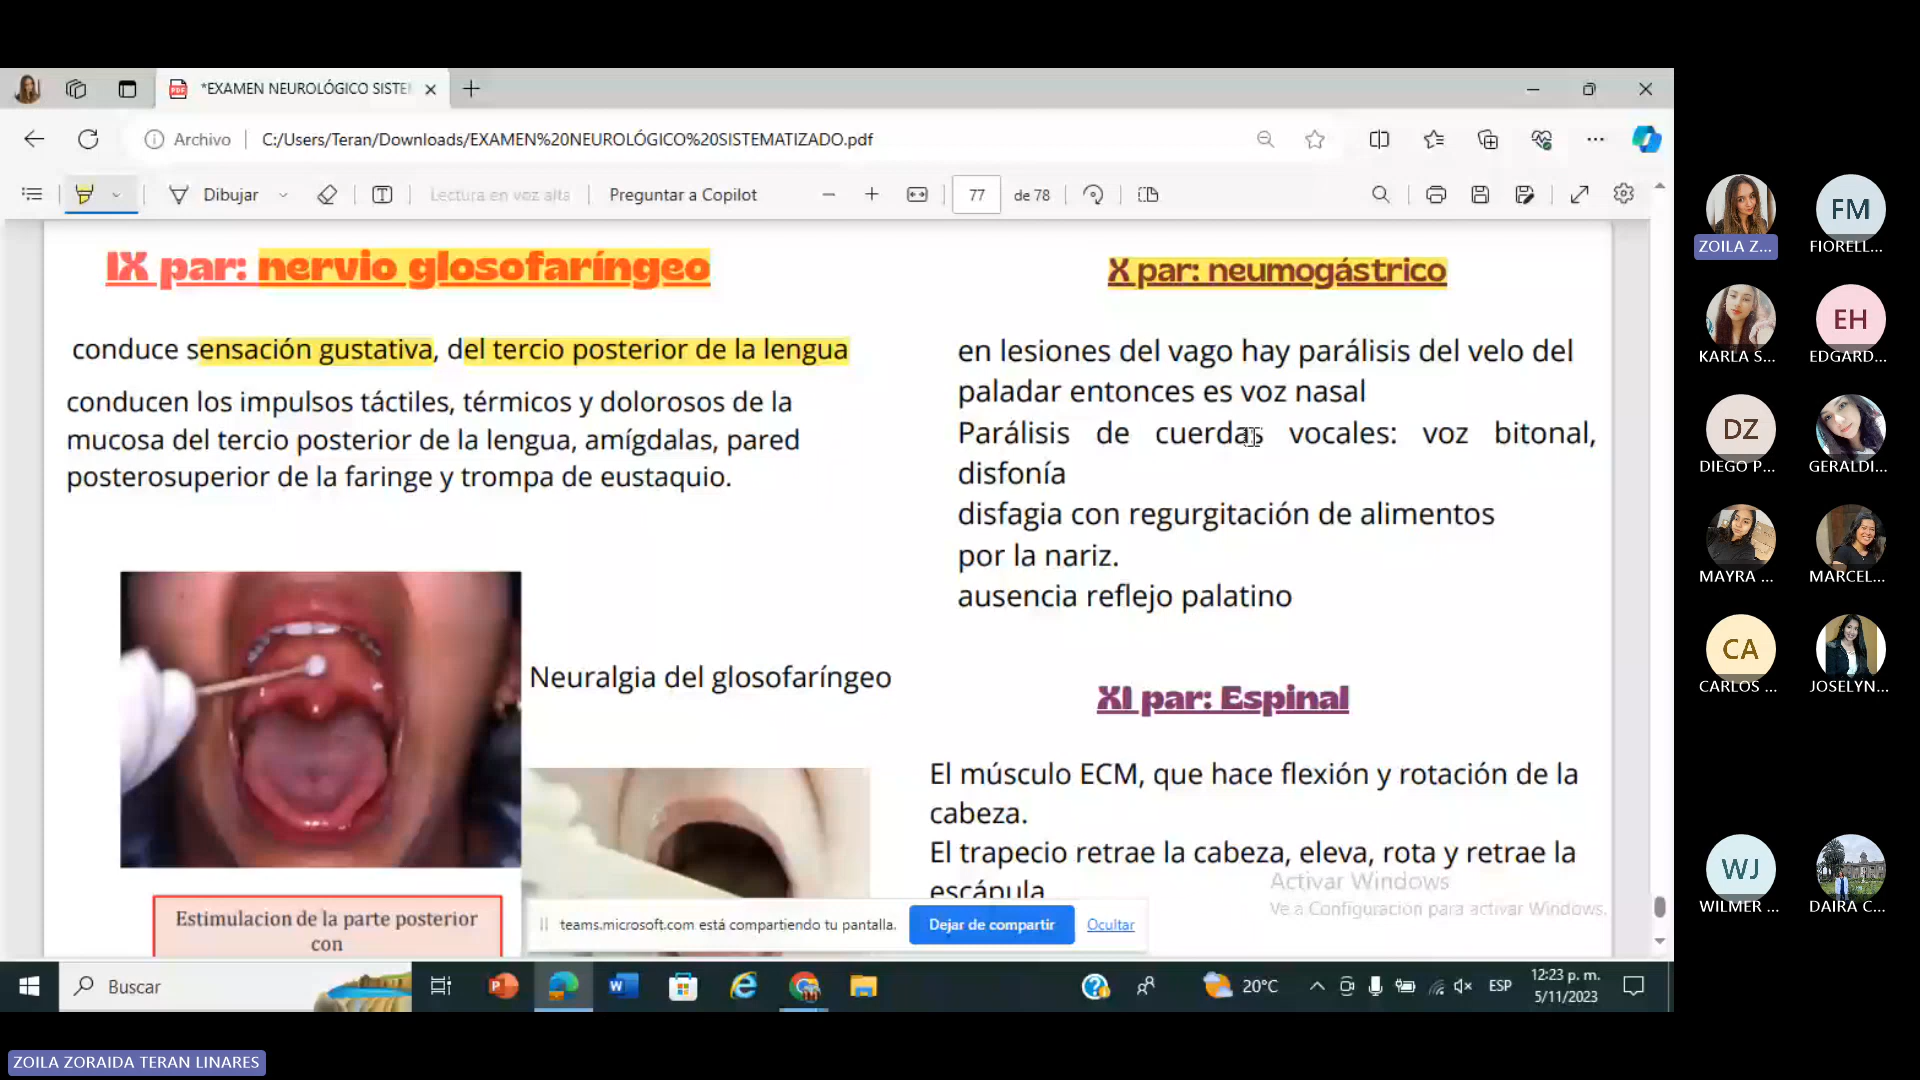 *EXAMEN NEUROLÓGICO SISTE
Archivo
C:/Users/Teran/Downloads/EXAMEN%20NEUROLÓGICO%20SISTEMATIZADO.pdf
Dibujar
Lectura en voz alta
Preguntar a Copilot
77
de 78
IX par: nervio glosofaríngeo
conduce sensación gustativa, del tercio posterior de la lengua
conducen los impulsos táctiles, térmicos y dolorosos de la
mucosa del tercio posterior de la lengua, amígdalas, pared
posterosuperior de la faringe y trompa de eustaquio.
Neuralgia del glosofaríngeo
Estimulacion de la parte posterior
con
X par: neumogástrico
en lesiones del vago hay parálisis del velo del
paladar entonces es voz nasal
Parálisis de cuerdas vocales: voz bitonal,
disfonía
disfagia con regurgitación de alimentos
por la nariz.
ausencia reflejo palatino
XI par: Espinal
El músculo ECM, que hace flexión y rotación de la
cabeza.
El trapecio retrae la cabeza, eleva, rota y retrae la
escápula
Activar Windows
Ve a Configuración para activar Windows.
teams.microsoft.com está compartiendo tu pantalla.
Dejar de compartir
Ocultar
Buscar
20°C
ESP
12:23 p. m.
5/11/2023
ZOILA Z...
FM
FIORELL...
KARLA S...
EH
EDGARD...
DZ
DIEGO P...
GERALDI...
MAYRA ...
MARCEL...
CA
CARLOS ...
JOSELYN...
WJ
WILMER ...
DAIRA C...
ZOILA ZORAIDA TERAN LINARES